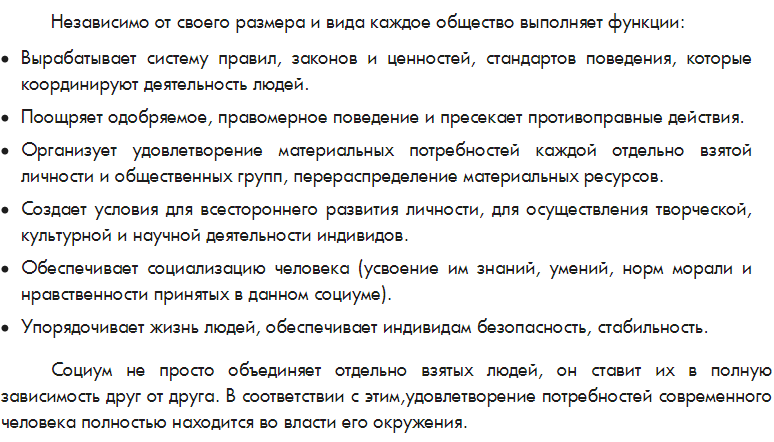 Независимо от своего размера и вида каждое общество выполняет функции:
• Вырабатывает систему правил, законов и ценностей, стандартов поведения, которые
координируют деятельность людей.
• Поощряет одобряемое, правомерное поведение и пресекает противоправные действия.
• Организует удовлетворение материальных потребностей каждой отдельно взятой
личности и общественных групп, перераспределение материальных ресурсов.
• Создает условия для всестороннего развития личности, для осуществления творческой,
культурной и научной деятельности индивидов.
• Обеспечивает социализацию человека (усвоение им знаний, умений, норм морали и
нравственности принятых в данном социуме).
• Упорядочивает жизнь людей, обеспечивает индивидам безопасность, стабильность.
Социум не просто объединяет отдельно взятых людей, он ставит их в полную
зависимость друг от друга. В соответствии с этим,удовлетворение потребностей современного
человека полностью находится во власти его окружения.